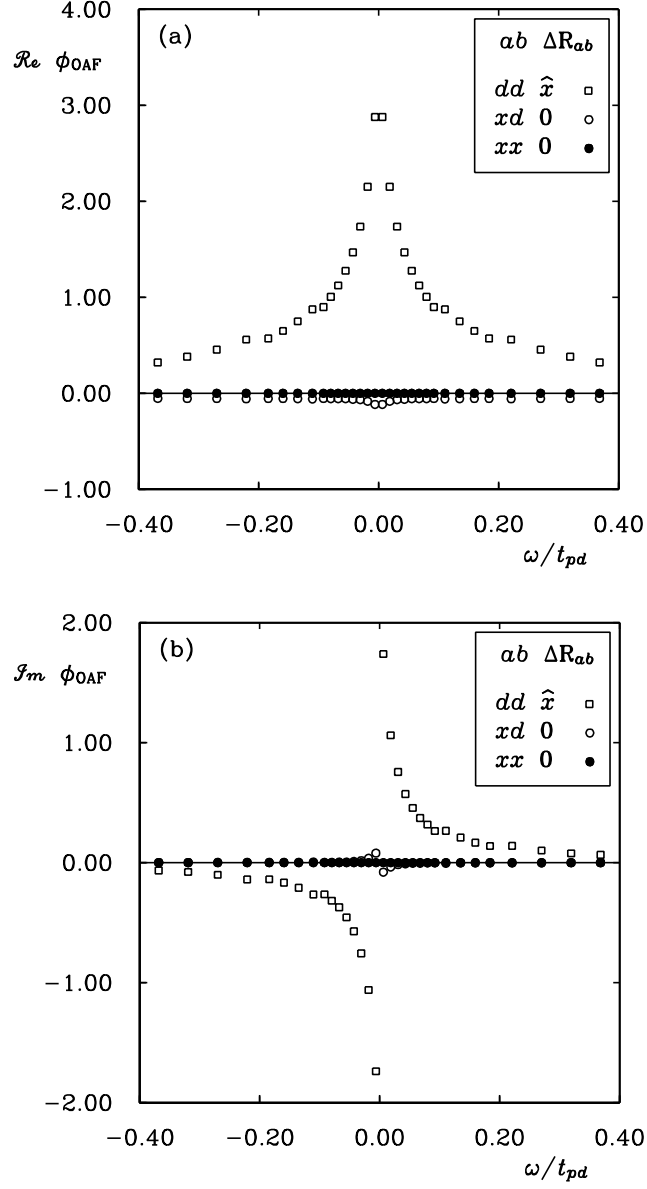 4.00
(a)
ab ΔR_ab
ℛe ϕ_OAF
3.00
dd x̂
xd 0
xx 0
2.00
1.00
0.00
−1.00
−0.40 −0.20 0.00 0.20 0.40
ω/t_pd
2.00
(b)
ab ΔR_ab
ℐm ϕ_OAF
dd x̂
xd 0
xx 0
1.00
0.00
−1.00
−2.00
−0.40 −0.20 0.00 0.20 0.40
ω/t_pd